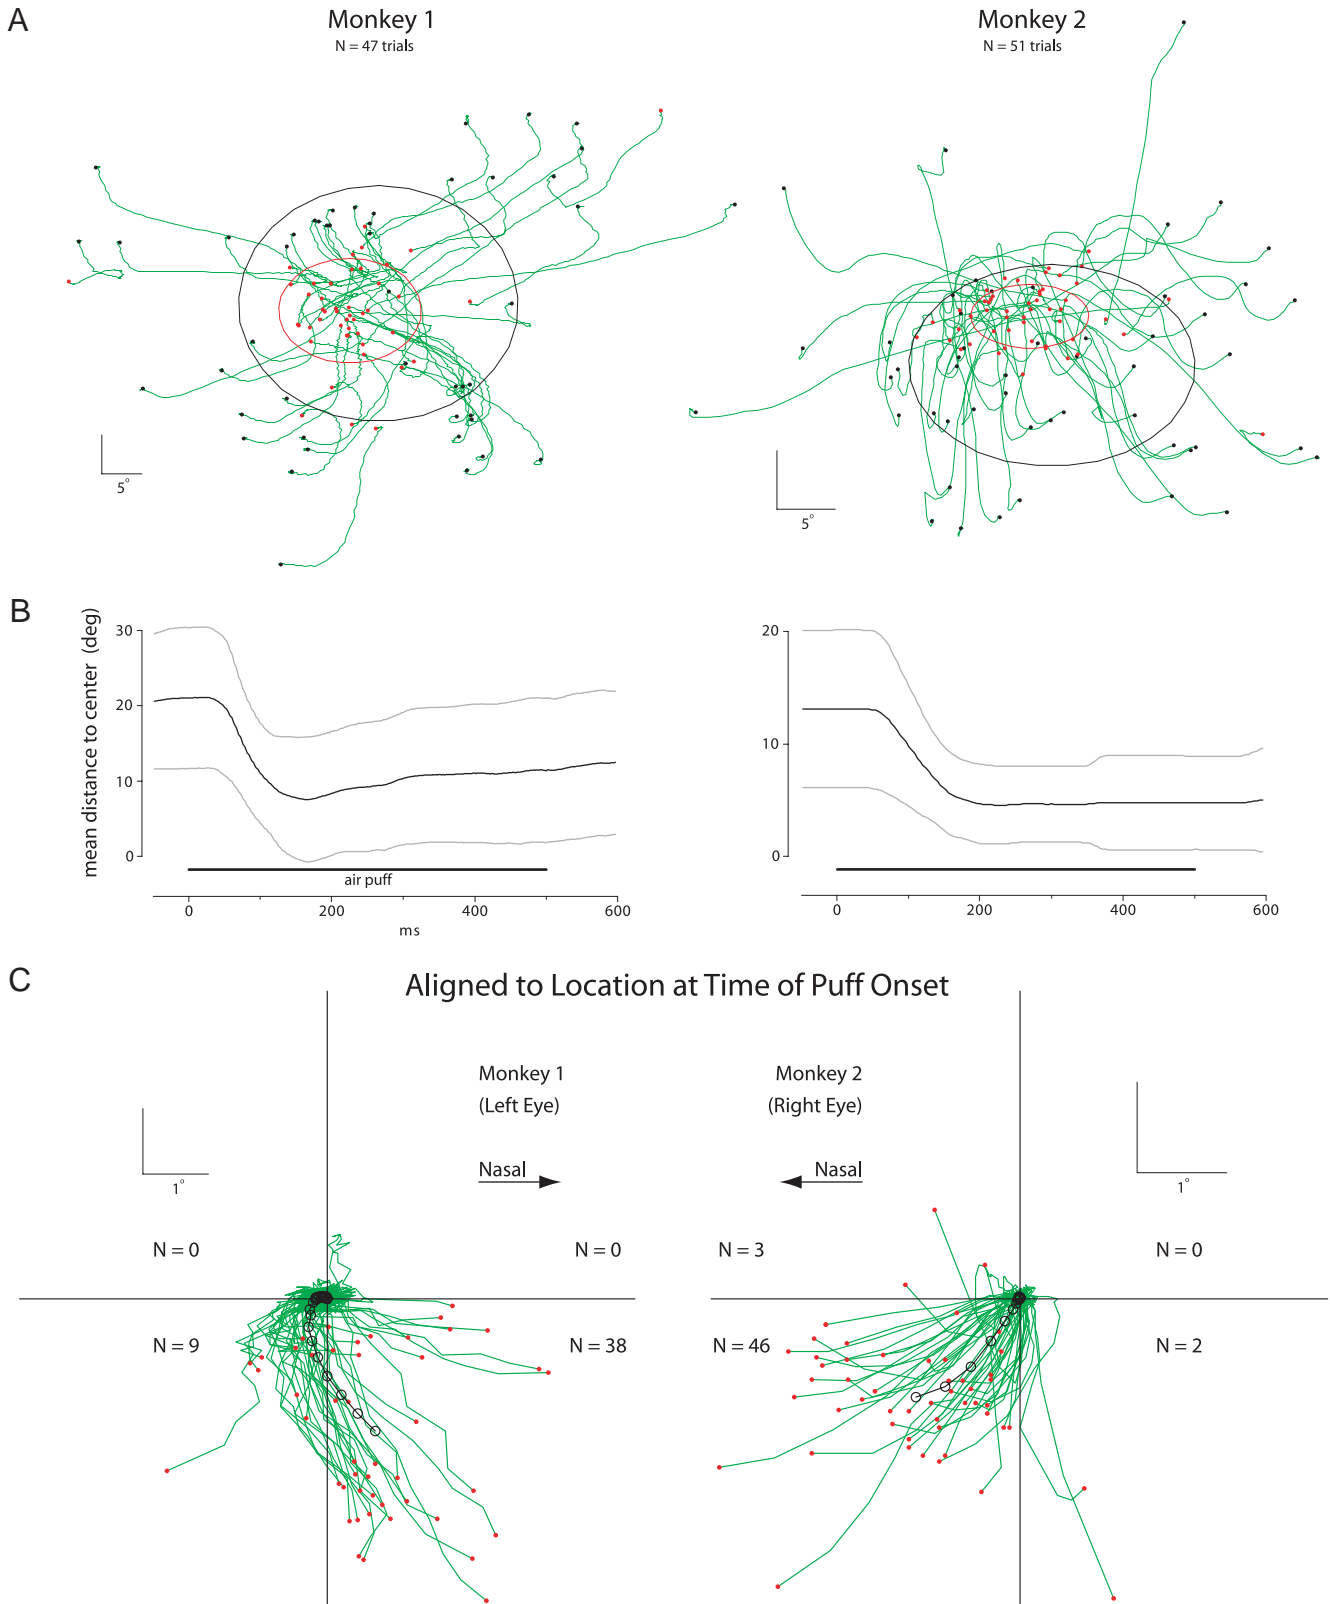 A
Monkey 1
N = 47 trials
Monkey 2
N = 51 trials
5°
5°
B
mean distance to center (deg)
30
20
10
0
air puff
0
200
400
600
ms
20
10
0
0
200
400
600
C
Aligned to Location at Time of Puff Onset
Monkey 1
(Left Eye)
Nasal
Monkey 2
(Right Eye)
Nasal
1°
1°
N = 0
N = 0
N = 9
N = 38
N = 3
N = 0
N = 46
N = 2